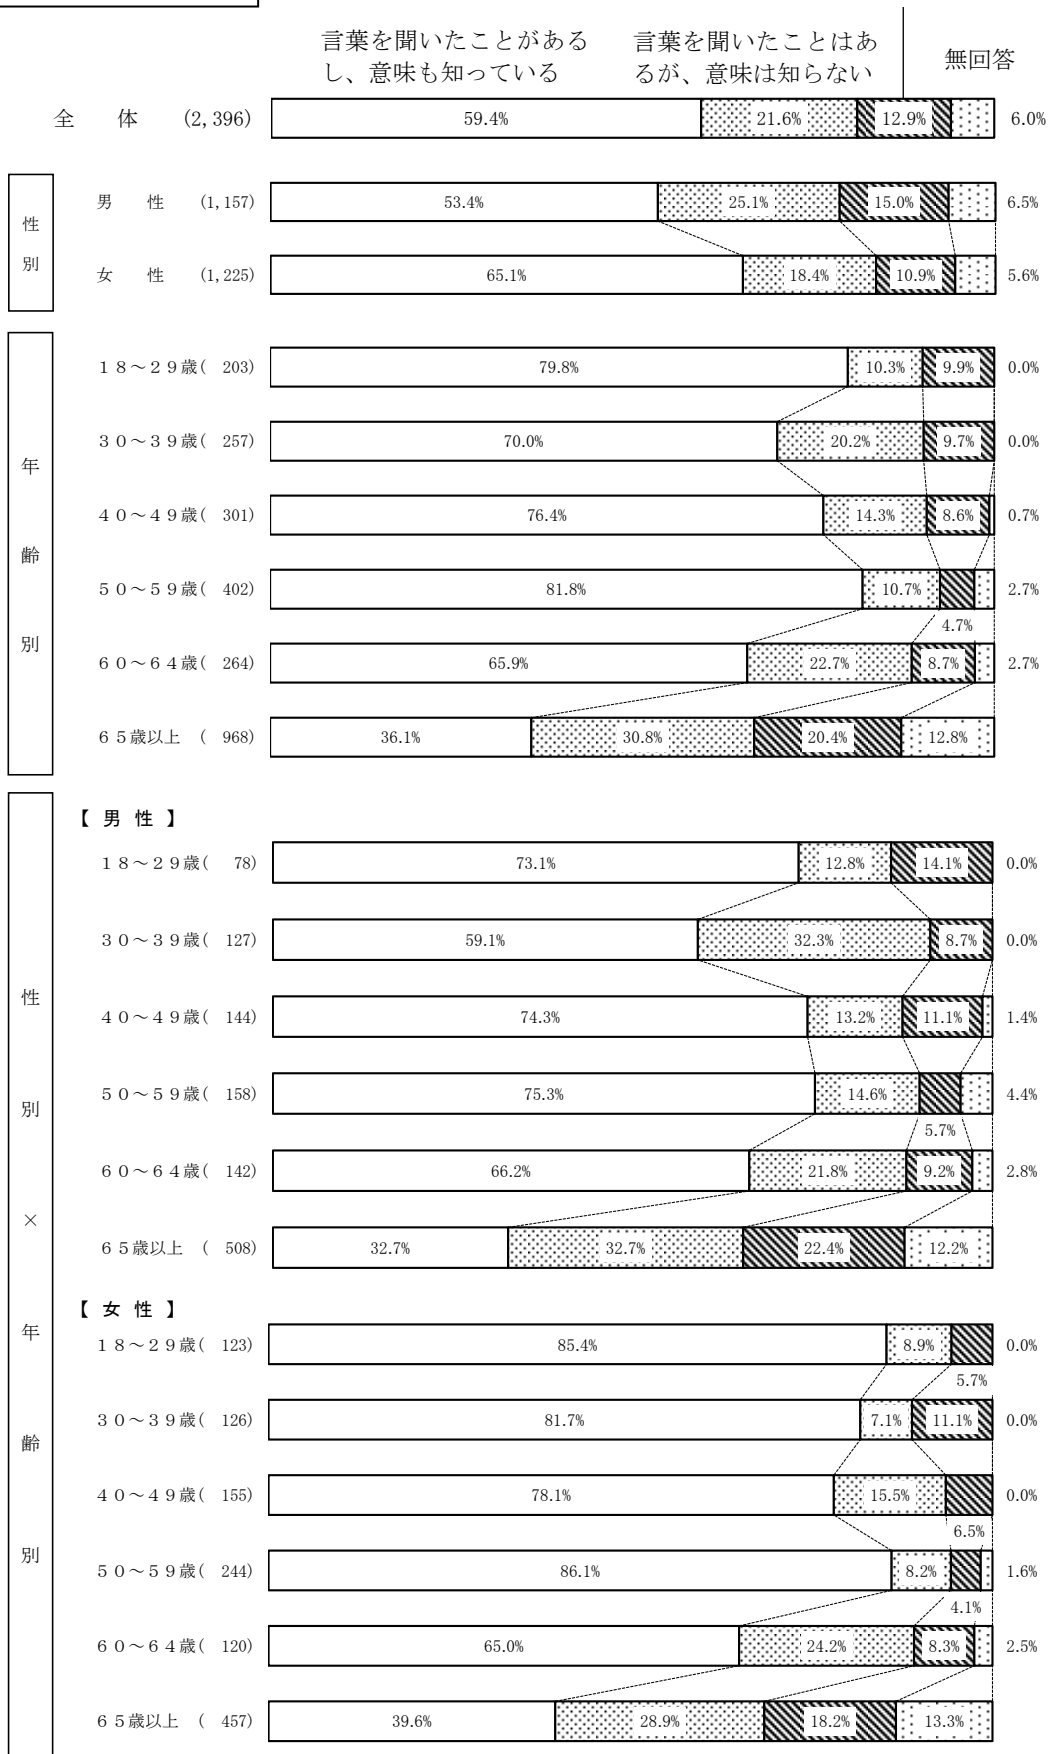 言葉を聞いたことがある
し、意味も知っている
言葉を聞いたことはあ
るが、意味は知らない
無回答
全 体 (2,396) 59.4% 21.6% 12.9% 6.0%
性別
男 性 (1,157) 53.4% 25.1% 15.0% 6.5%
女 性 (1,225) 65.1% 18.4% 10.9% 5.6%
年齢別
18～29歳( 203) 79.8% 10.3% 9.9% 0.0%
30～39歳( 257) 70.0% 20.2% 9.7% 0.0%
40～49歳( 301) 76.4% 14.3% 8.6% 0.7%
50～59歳( 402) 81.8% 10.7% 4.7% 2.7%
60～64歳( 264) 65.9% 22.7% 8.7% 2.7%
65歳以上 ( 968) 36.1% 30.8% 20.4% 12.8%
性別×年齢別
【 男 性 】
18～29歳( 78) 73.1% 12.8% 14.1% 0.0%
30～39歳( 127) 59.1% 32.3% 8.7% 0.0%
40～49歳( 144) 74.3% 13.2% 11.1% 1.4%
50～59歳( 158) 75.3% 14.6% 5.7% 4.4%
60～64歳( 142) 66.2% 21.8% 9.2% 2.8%
65歳以上 ( 508) 32.7% 32.7% 22.4% 12.2%
【 女 性 】
18～29歳( 123) 85.4% 8.9% 5.7% 0.0%
30～39歳( 126) 81.7% 7.1% 11.1% 0.0%
40～49歳( 155) 78.1% 15.5% 6.5% 0.0%
50～59歳( 244) 86.1% 8.2% 4.1% 1.6%
60～64歳( 120) 65.0% 24.2% 8.3% 2.5%
65歳以上 ( 457) 39.6% 28.9% 18.2% 13.3%